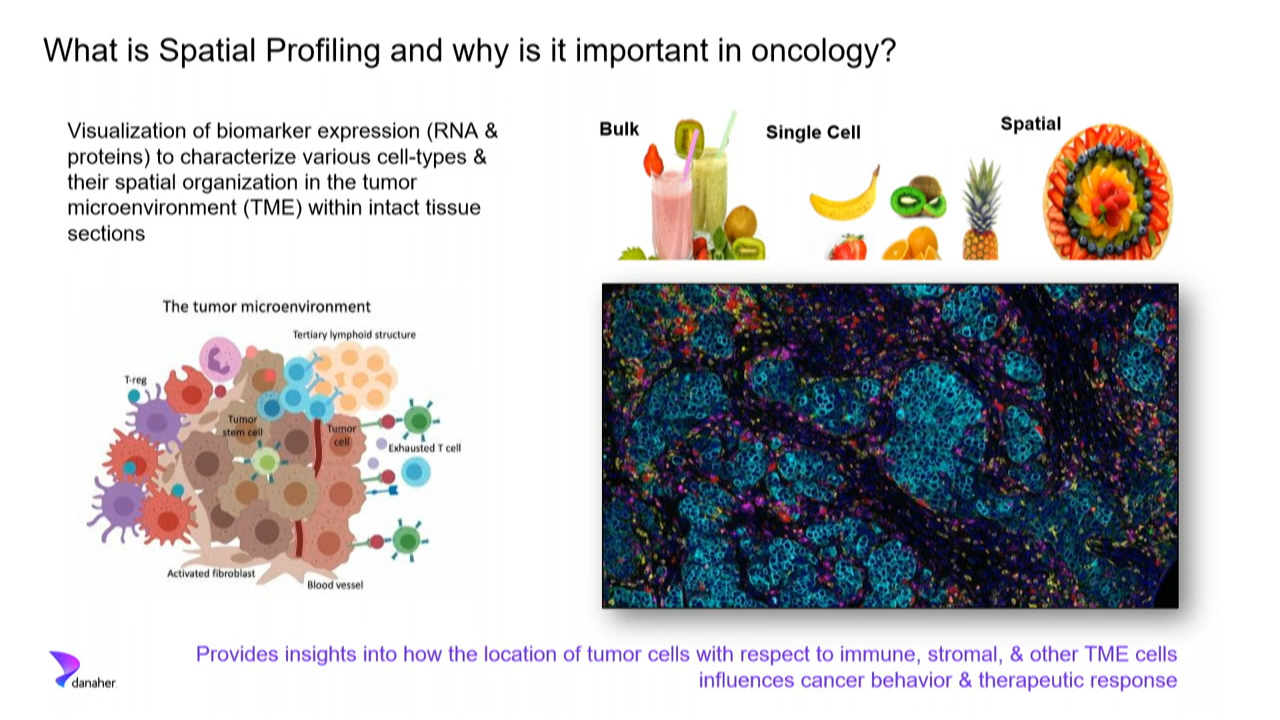 What is Spatial Profiling and why is it important in oncology?
Visualization of biomarker expression (RNA &
proteins) to characterize various cell-types &
their spatial organization in the tumor
microenvironment (TME) within intact tissue
sections
Bulk
Single Cell
Spatial
The tumor microenvironment
Tertiary lymphoid structure
T-reg
Tumor
stem cell
Tumor
cell
Exhausted T cell
Activated fibroblast
Blood vessel
Provides insights into how the location of tumor cells with respect to immune, stromal, & other TME cells
influences cancer behavior & therapeutic response
danaher.